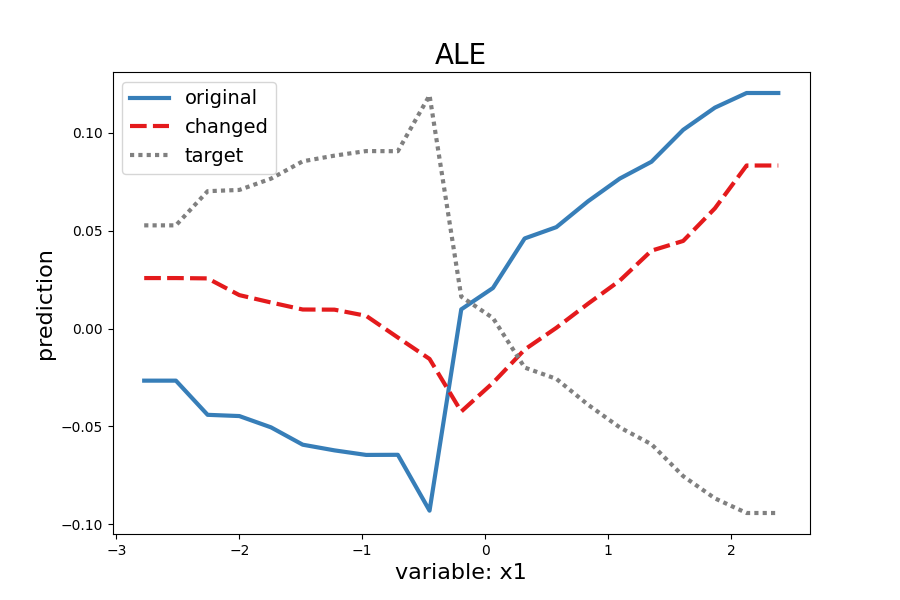 ALE
original
changed
target
prediction
0.10
0.05
0.00
−0.05
−0.10
−3
−2
−1
0
1
2
variable: x1